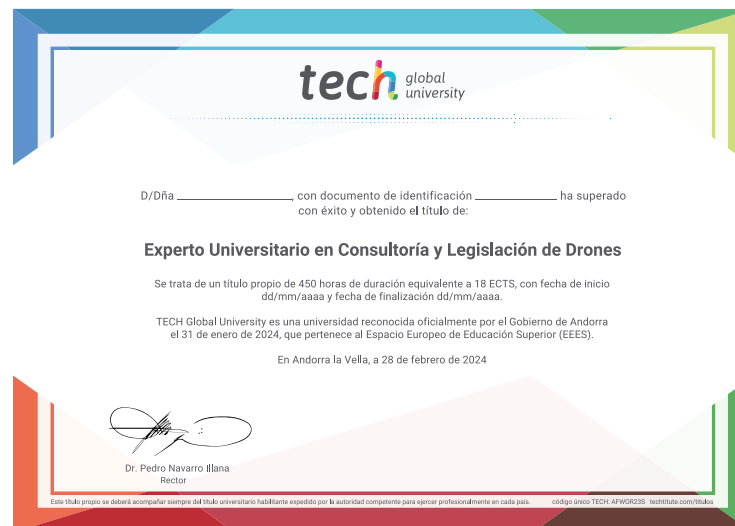 tech global university
D/Dña ____________, con documento de identificación ____________ ha superado
con éxito y obtenido el título de:
Experto Universitario en Consultoría y Legislación de Drones
Se trata de un título propio de 450 horas de duración equivalente a 18 ECTS, con fecha de inicio
dd/mm/aaaa y fecha de finalización dd/mm/aaaa.
TECH Global University es una universidad reconocida oficialmente por el Gobierno de Andorra
el 31 de enero de 2024, que pertenece al Espacio Europeo de Educación Superior (EEES).
En Andorra la Vella, a 28 de febrero de 2024
Dr. Pedro Navarro Illana
Rector
Este título propio se deberá acompañar siempre del título universitario habilitante expedido por la autoridad competente para ejercer profesionalmente en cada país. código único TECH: AFWOR23S techtitute.com/titulos